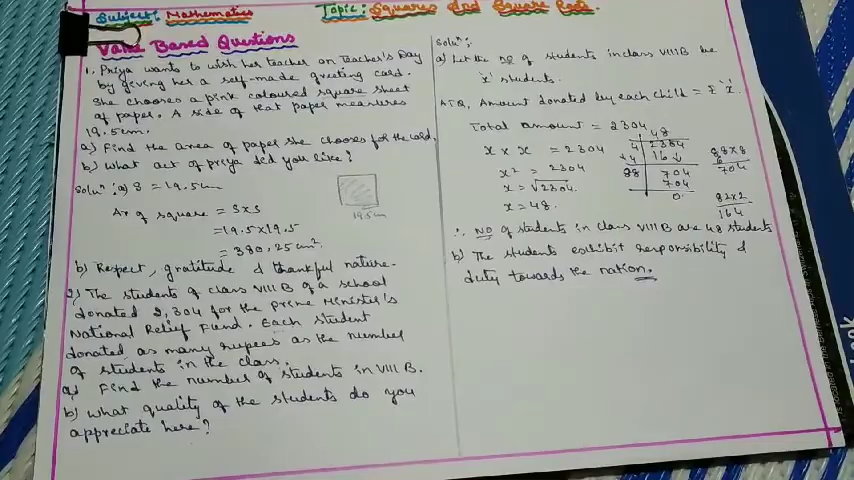 Subject: Mathematics
Topic: Squares and Square Roots.
Value Based Questions
1. Priya wants to wish her teacher on Teacher's Day
by giving her a self-made greeting card.
She chooses a pink coloured square sheet
of paper. A side of that paper measures
19.5cm.
a) Find the area of paper she chooses for the card.
b) What act of priya did you like?
Solun: a) S = 19.5cm
Ar of square = S×S
= 19.5×19.5
= 380.25 cm².
19.5cm
b) Respect, gratitude & thankful nature.
2) The students of class VIII B of a school
donated 2,304 for the prime Minister's
National Relief Fund. Each student
donated as many rupees as the number
of students in the class.
a) Find the number of students in VIII B.
b) What quality of the students do you
appreciate here?
Solun:
a) Let the no of students in class VIII B be
'x' students.
ATQ, Amount donated by each child = ₹ 'x'.
Total amount = 2304
x × x = 2304
x² = 2304
x = √2304.
x = 48.
48
4 2304
+4 16↓
88 704
704
0
88×8
704
82×2
164
∴ No of students in class VIII B are 48 students
b) The students exhibit responsibility &
duty towards the nation.